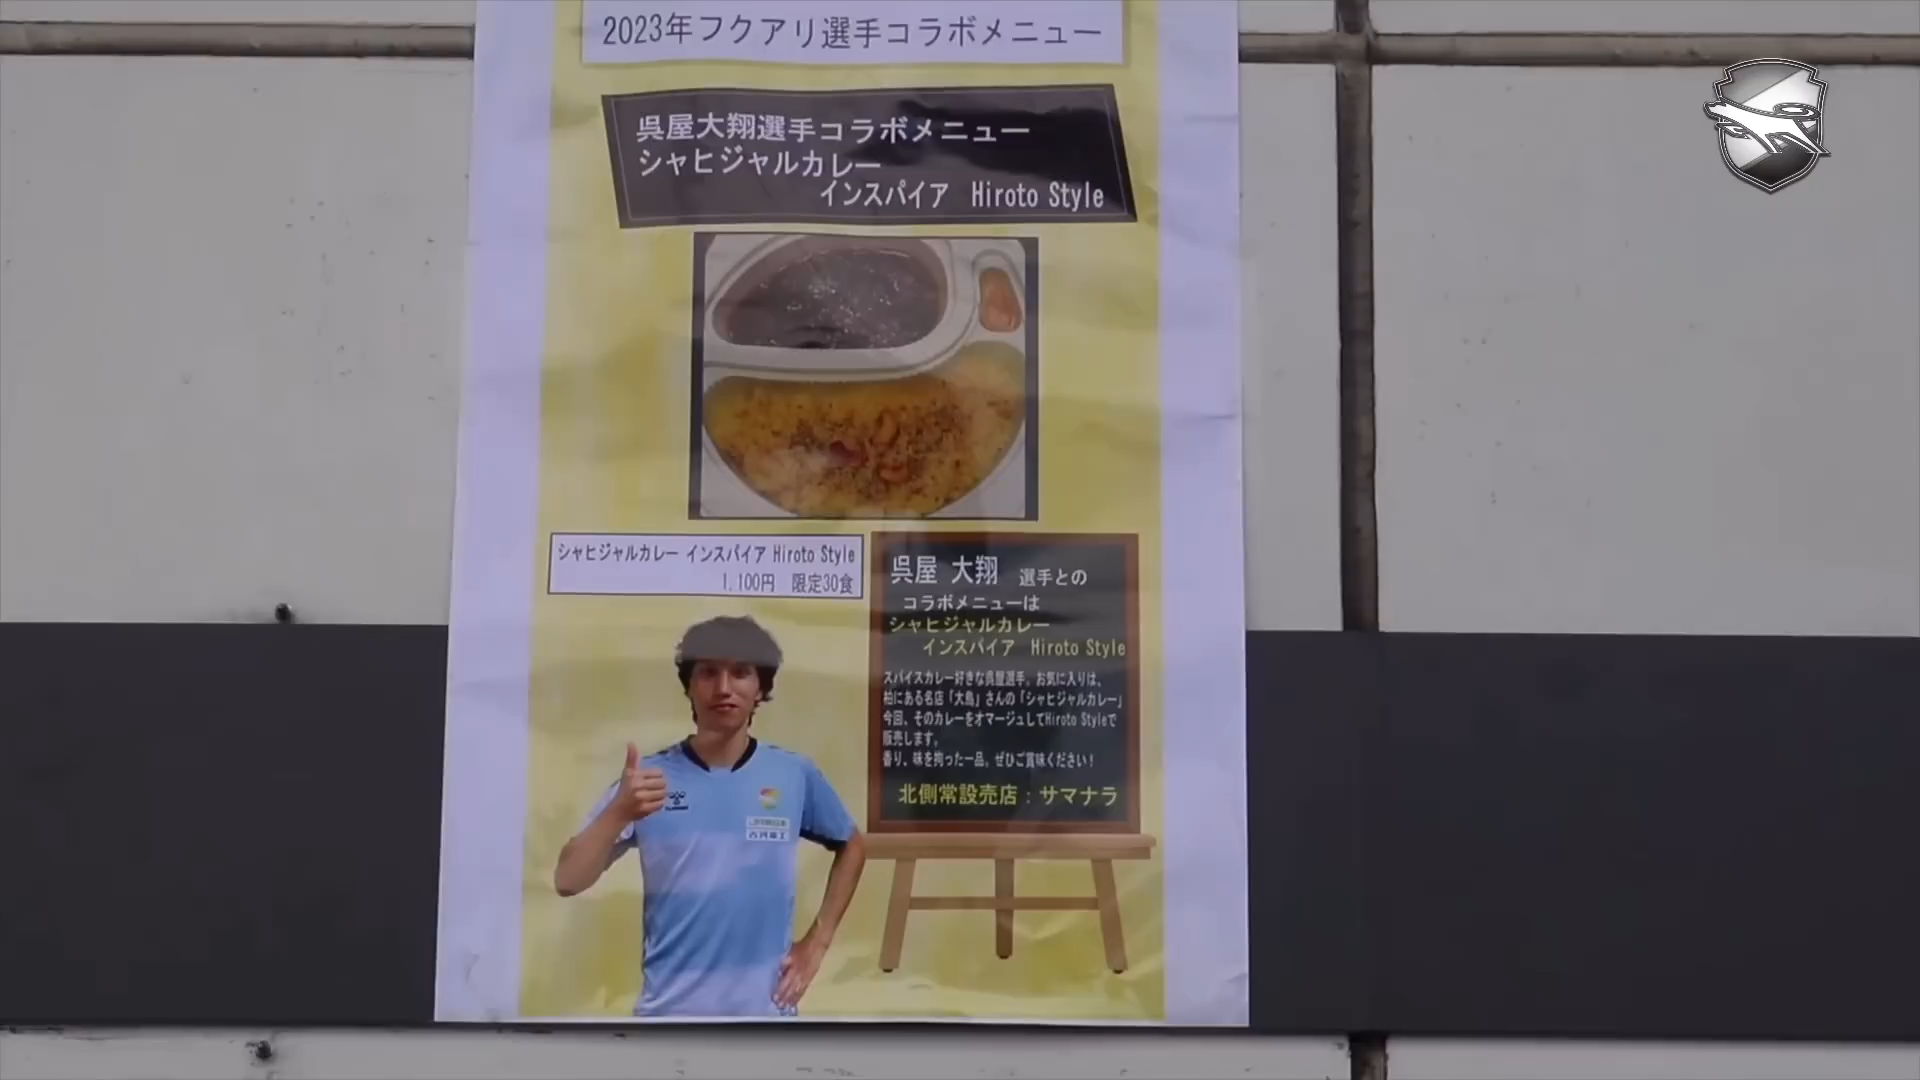 2023年フクアリ選手コラボメニュー
呉屋大翔選手コラボメニュー
シャヒジャルカレー
インスパイア Hiroto Style
シャヒジャルカレー インスパイア Hiroto Style
1,100円 限定30食
呉屋 大翔 選手との
コラボメニューは
シャヒジャルカレー
インスパイア Hiroto Style
スパイスカレー好きな呉屋選手。お気に入りは、
柏にある名店「大島」さんの「シャヒジャルカレー」
今回、そのカレーをオマージュしてHiroto Styleで
販売します。
香り、味を拘った一品。ぜひご賞味ください！
北側常設売店：サマナラ
古河電工